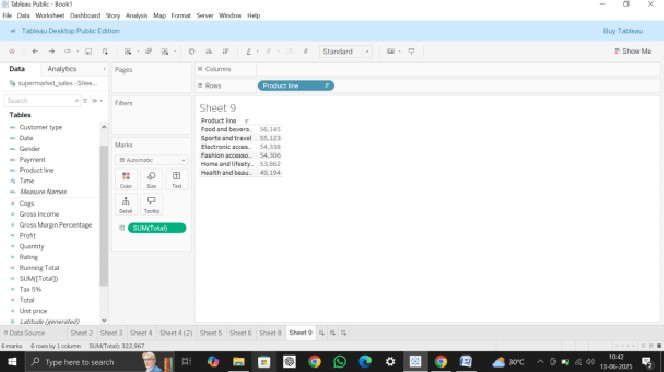 Tableau Public - Book1
File Data Worksheet Dashboard Story Analysis Map Format Server Window Help
Tableau Desktop Public Edition Buy Tableau
Standard Show Me
Data Analytics Pages Columns
supermarket_sales - Shee... Rows Product line
Search
Filters
Sheet 9
Tables
Customer type
Date
Gender
Payment
Product line
Time
Measure Names
Cogs
Gross Income
Gross Margin Percentage
Profit
Quantity
Rating
Running Total
SUM([Total])
Tax 5%
Total
Unit price
Latitude (generated)
Marks
Automatic
Color Size Text
Detail Tooltip
SUM(Total)
Product line
Food and bevera.. 56,145
Sports and travel 55,123
Electronic acces.. 54,338
Fashion accesso.. 54,306
Home and lifesty.. 53,862
Health and beau.. 49,194
Data Source Sheet 2 Sheet 3 Sheet 4 Sheet 4 (2) Sheet 5 Sheet 6 Sheet 8 Sheet 9
6 marks 6 rows by 1 column SUM(Total): 322,967
Type here to search 30°C 10:42
13-06-2025